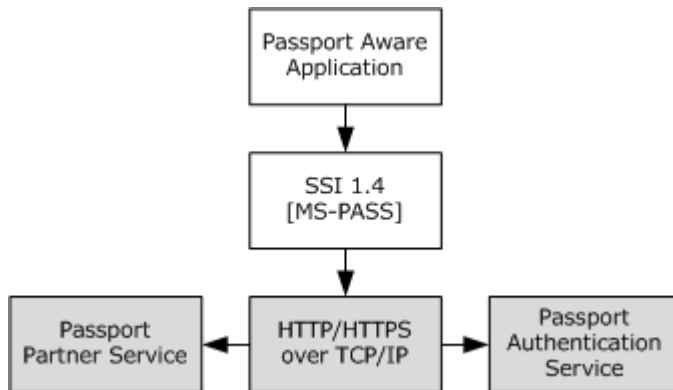 Passport Aware
Application
SSI 1.4
[MS-PASS]
Passport
Partner Service
HTTP/HTTPS
over TCP/IP
Passport
Authentication
Service